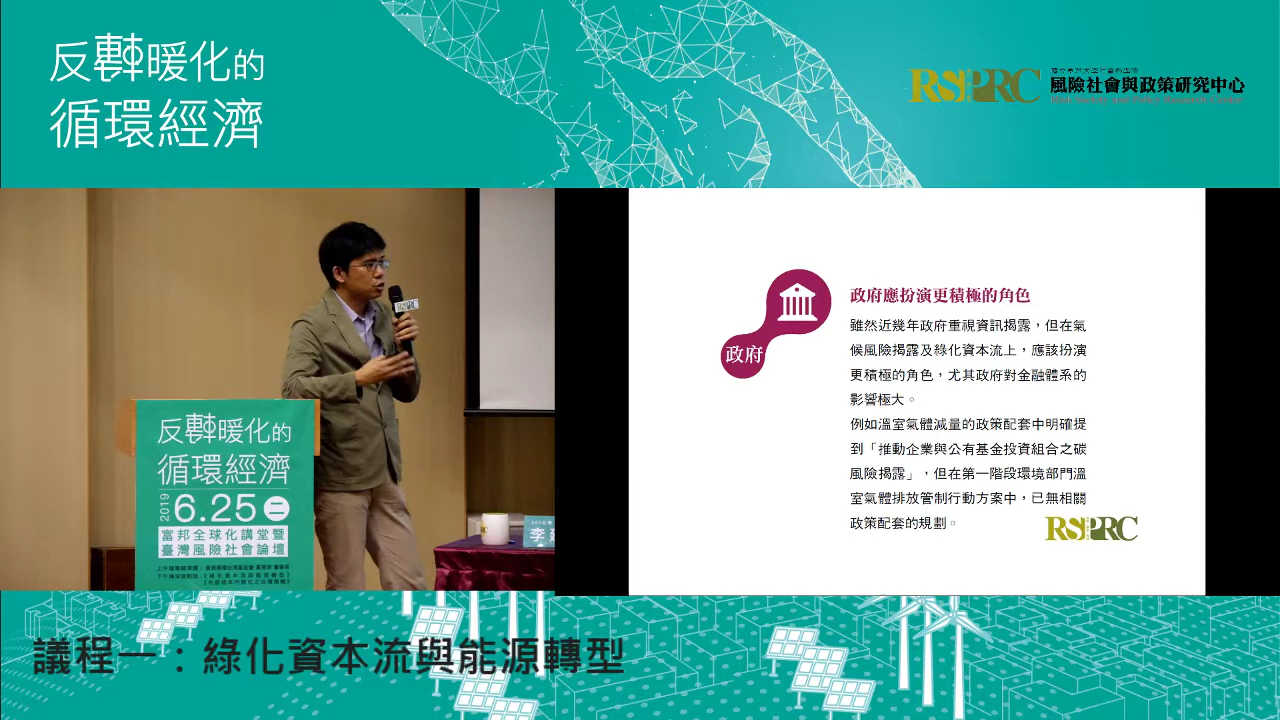 反轉暖化的
循環經濟
RSPRC
風險社會與政策研究中心
反轉暖化的
循環經濟
2019 6.25 二
富邦全球化講堂暨
臺灣風險社會論壇
李
政府
政府應扮演更積極的角色
雖然近幾年政府重視資訊揭露，但在氣
候風險揭露及綠化資本流上，應該扮演
更積極的角色，尤其政府對金融體系的
影響極大。
例如溫室氣體減量的政策配套中明確提
到「推動企業與公有基金投資組合之碳
風險揭露」，但在第一階段環境部門溫
室氣體排放管制行動方案中，已無相關
政策配套的規劃。
RSPRC
議程一：綠化資本流與能源轉型